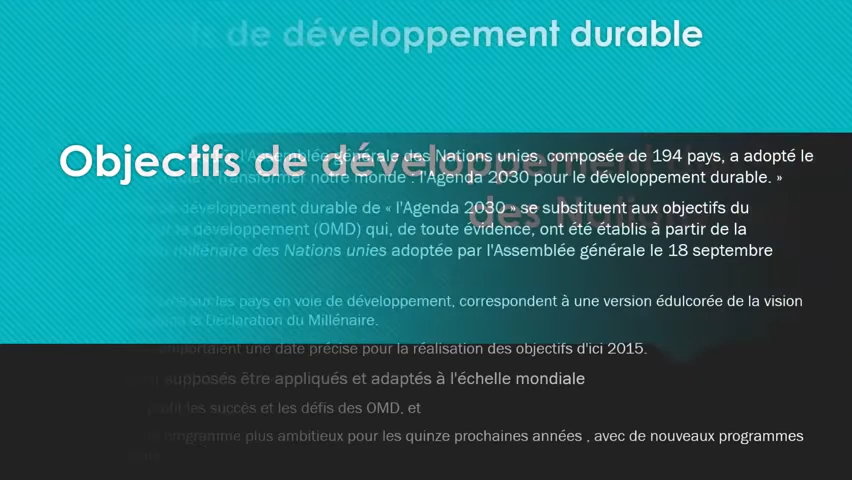 de développement durable
Objectifs de développement
des Nations
l'Assemblée générale des Nations unies, composée de 194 pays, a adopté le
Transformer notre monde : l'Agenda 2030 pour le développement durable. »
développement durable de « l'Agenda 2030 » se substituent aux objectifs du
développement (OMD) qui, de toute évidence, ont été établis à partir de la
millénaire des Nations unies adoptée par l'Assemblée générale le 18 septembre
sur les pays en voie de développement, correspondent à une version édulcorée de la vision
la Déclaration du Millénaire.
comportaient une date précise pour la réalisation des objectifs d'ici 2015.
supposés être appliqués et adaptés à l'échelle mondiale
profit les succès et les défis des OMD, et
programme plus ambitieux pour les quinze prochaines années , avec de nouveaux programmes